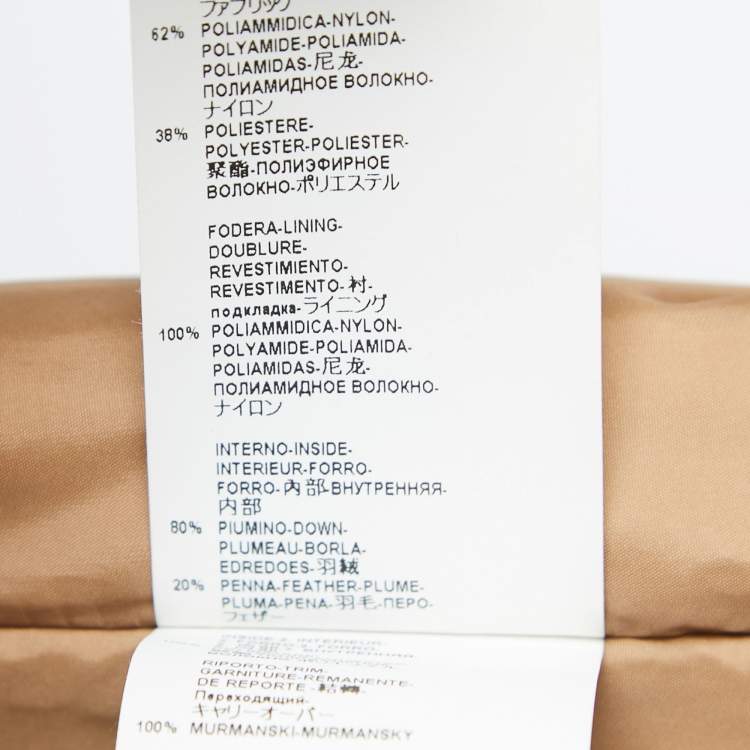 ファブリック
62% POLIAMMIDICA-NYLON-
POLYAMIDE-POLIAMIDA-
POLIAMIDAS-尼龙-
ПОЛИАМИДНОЕ ВОЛОКНО-
ナイロン
38% POLIESTERE-
POLYESTER-POLIESTER-
聚酯-ПОЛИЭФИРНОЕ
ВОЛОКНО-ポリエステル
FODERA-LINING-
DOUBLURE-
REVESTIMIENTO-
REVESTIMENTO-衬-
подкладка-ライニング
100% POLIAMMIDICA-NYLON-
POLYAMIDE-POLIAMIDA-
POLIAMIDAS-尼龙-
ПОЛИАМИДНОЕ ВОЛОКНО-
ナイロン
INTERNO-INSIDE-
INTERIEUR-FORRO-
FORRO-內部-ВНУТРЕННЯЯ-
内部
80% PIUMINO-DOWN-
PLUMEAU-BORLA-
EDREDOES-羽絨
20% PENNA-FEATHER-PLUME-
PLUMA-PENA-羽毛-ПЕРО-
フェザー
RIPORTO-TRIM-
GARNITURE-REMANENTE-
DE REPORTE-結轉-
Переходящий-
キャリーオーバー
100% MURMANSKI-MURMANSKY